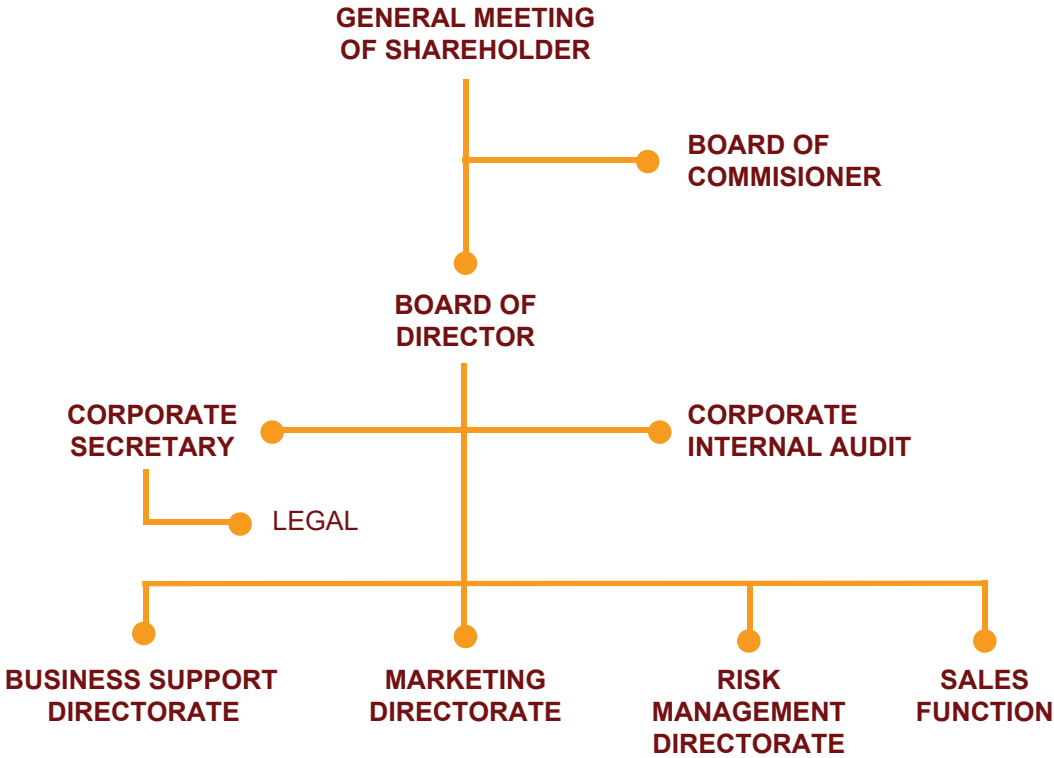 GENERAL MEETING
OF SHAREHOLDER
BOARD OF
COMMISIONER
BOARD OF
DIRECTOR
CORPORATE
SECRETARY
CORPORATE
INTERNAL AUDIT
LEGAL
BUSINESS SUPPORT
DIRECTORATE
MARKETING
DIRECTORATE
RISK
MANAGEMENT
DIRECTORATE
SALES
FUNCTION